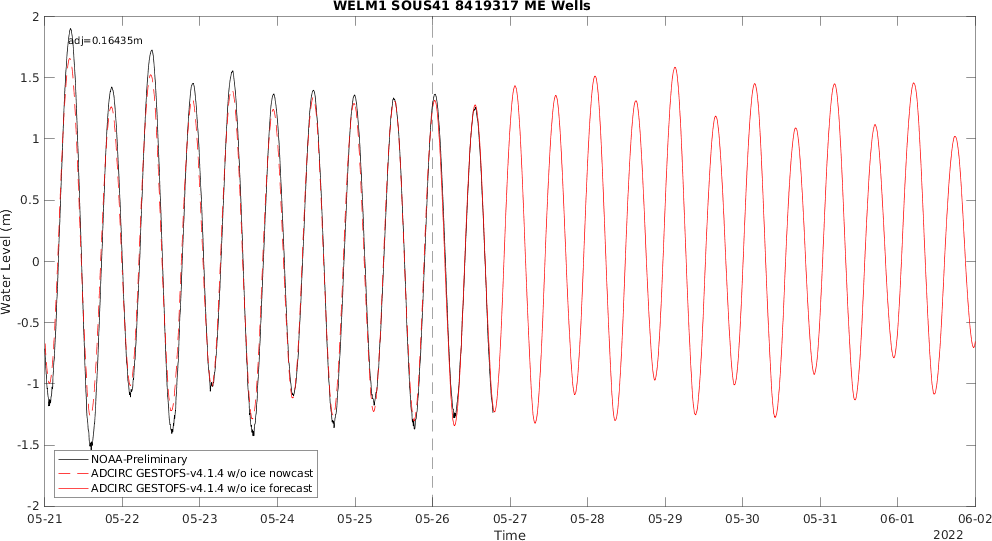 WELM1 SOUS41 8419317 ME Wells
adj=0.16435m
2
1.5
1
0.5
0
-0.5
-1
-1.5
-2
Water Level (m)
NOAA-Preliminary
ADCIRC GESTOFS-v4.1.4 w/o ice nowcast
ADCIRC GESTOFS-v4.1.4 w/o ice forecast
05-21 05-22 05-23 05-24 05-25 05-26 05-27 05-28 05-29 05-30 05-31 06-01 06-02
Time
2022